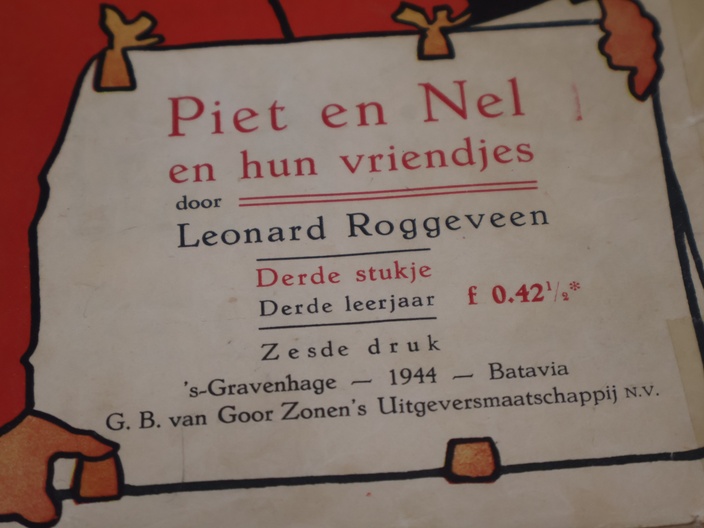 Piet en Nel
en hun vriendjes
door
Leonard Roggeveen
Derde stukje
Derde leerjaar f 0.42½*
Zesde druk
's-Gravenhage — 1944 — Batavia
G. B. van Goor Zonen's Uitgeversmaatschappij N.V.